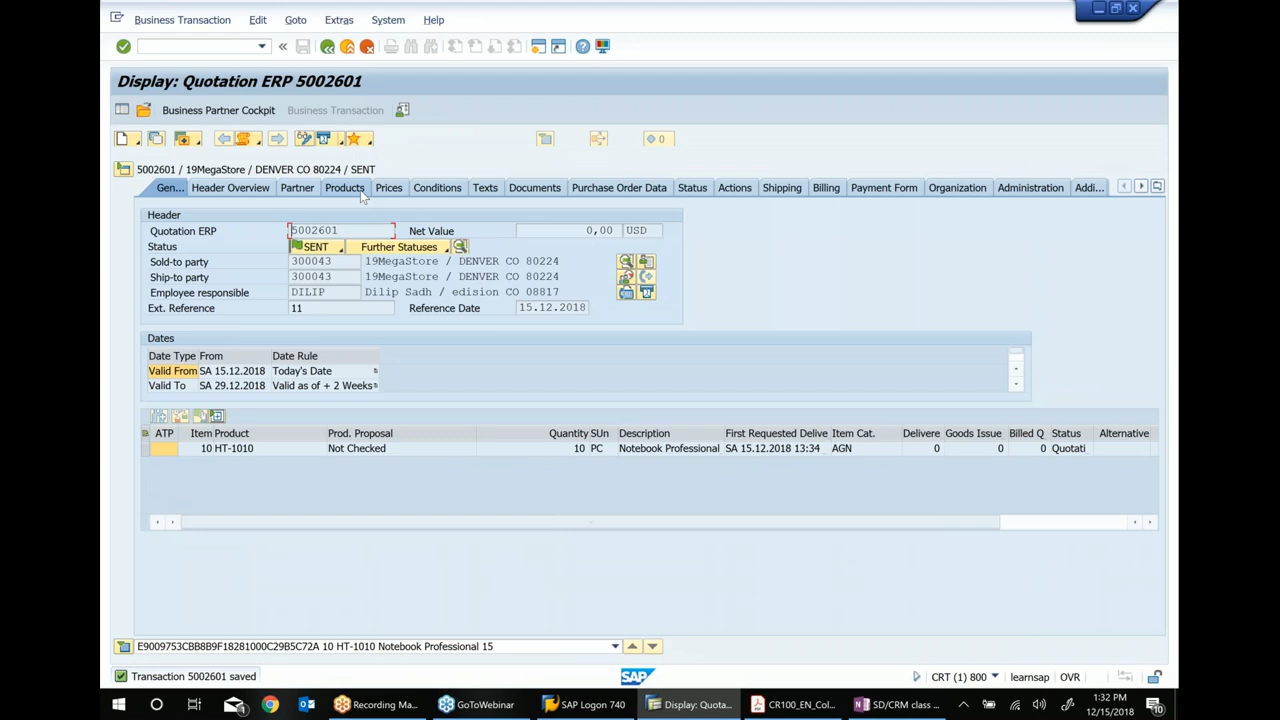 Business Transaction Edit Goto Extras System Help
Display: Quotation ERP 5002601
Business Partner Cockpit Business Transaction
0
5002601 / 19MegaStore / DENVER CO 80224 / SENT
Gen... Header Overview Partner Products Prices Conditions Texts Documents Purchase Order Data Status Actions Shipping Billing Payment Form Organization Administration Addi...
Header
Quotation ERP 5002601 Net Value 0,00 USD
Status SENT Further Statuses
Sold-to party 300043 19MegaStore / DENVER CO 80224
Ship-to party 300043 19MegaStore / DENVER CO 80224
Employee responsible DILIP Dilip Sadh / edision CO 08817
Ext. Reference 11 Reference Date 15.12.2018
Dates
Date Type From Date Rule
Valid From SA 15.12.2018 Today's Date
Valid To SA 29.12.2018 Valid as of + 2 Weeks
ATP Item Product Prod. Proposal Quantity SUn Description First Requested Delive Item Cat. Delivere Goods Issue Billed Q Status Alternative
10 HT-1010 Not Checked 10 PC Notebook Professional SA 15.12.2018 13:34 AGN 0 0 0 Quotati
E9009753CBB8B9F18281000C29B5C72A 10 HT-1010 Notebook Professional 15
Transaction 5002601 saved SAP CRT (1) 800 learnsap OVR
Recording Ma... GoToWebinar SAP Logon 740 Display: Quota... CR100_EN_Col... SD/CRM class ... 1:32 PM
12/15/2018 10